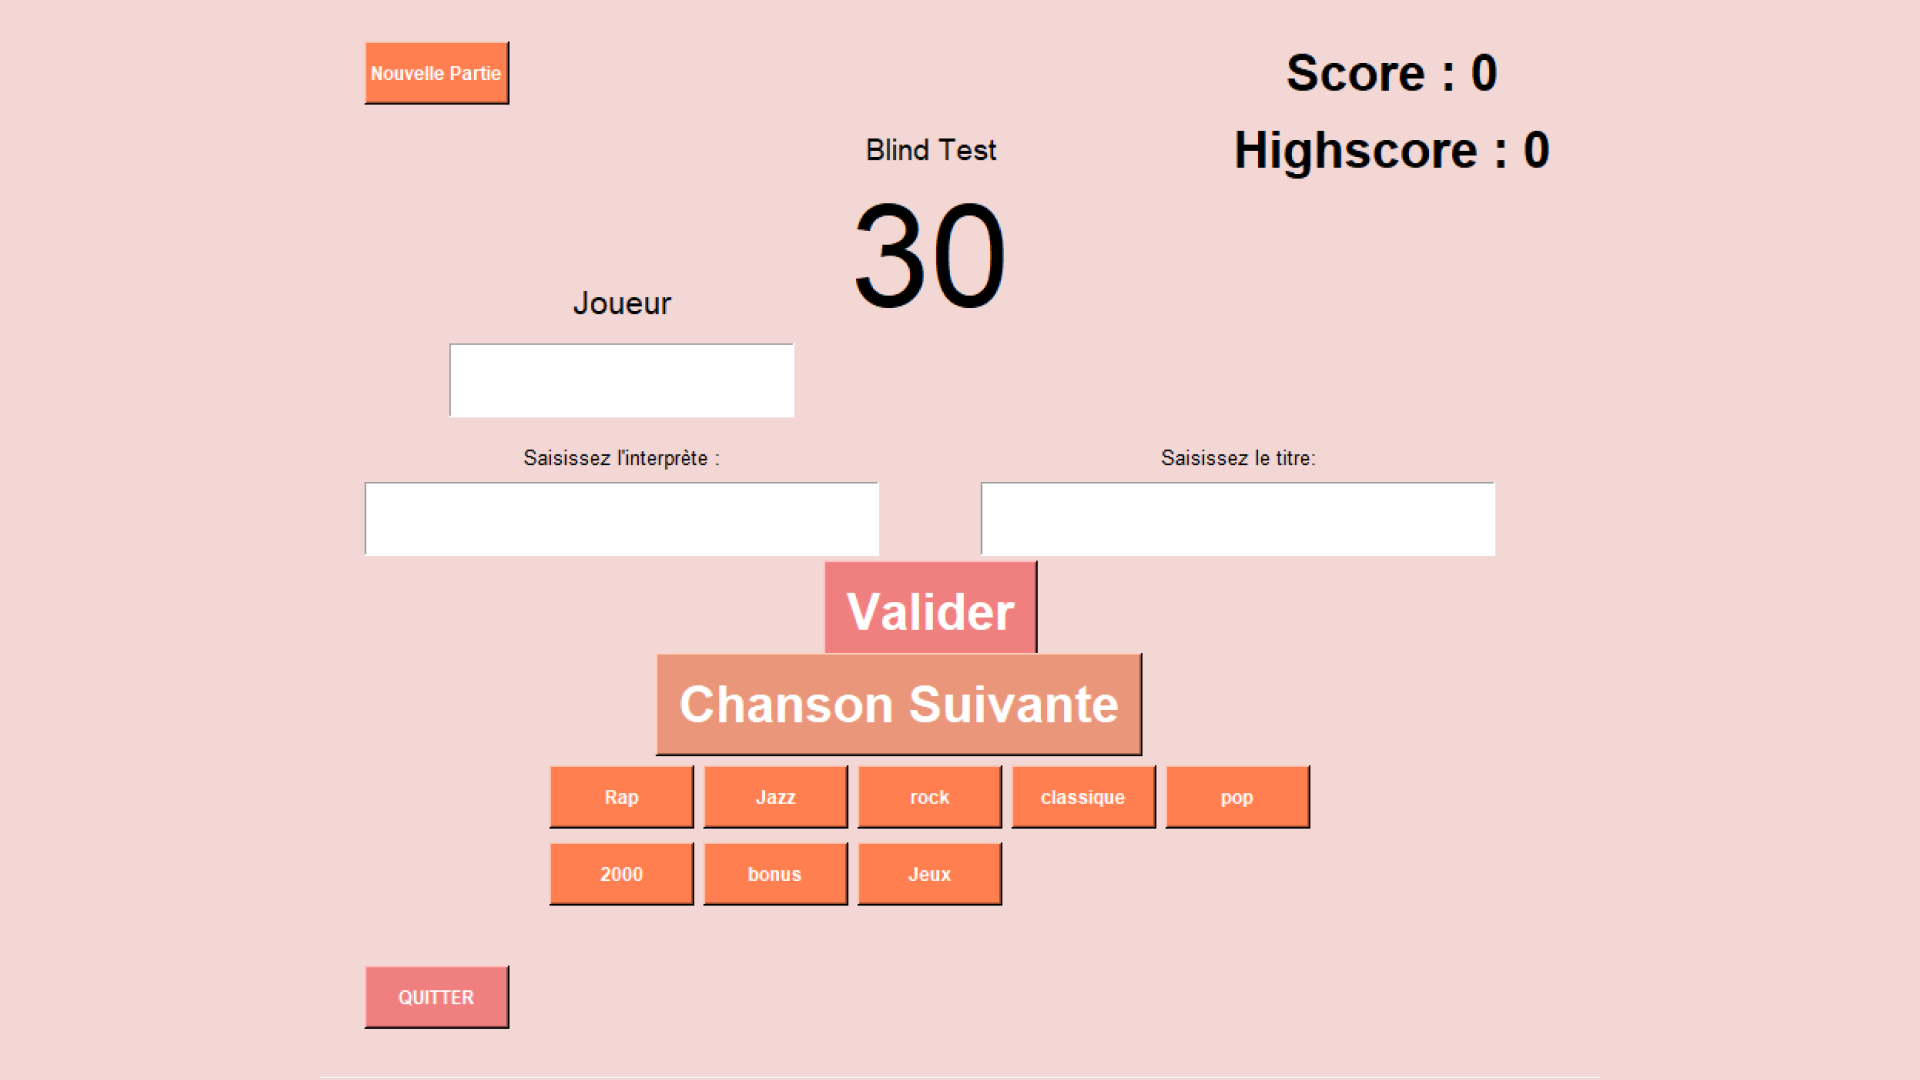 Nouvelle Partie
Score : 0
Highscore : 0
Blind Test
30
Joueur
Saisissez l'interprète :
Saisissez le titre:
Valider
Chanson Suivante
Rap
Jazz
rock
classique
pop
2000
bonus
Jeux
QUITTER